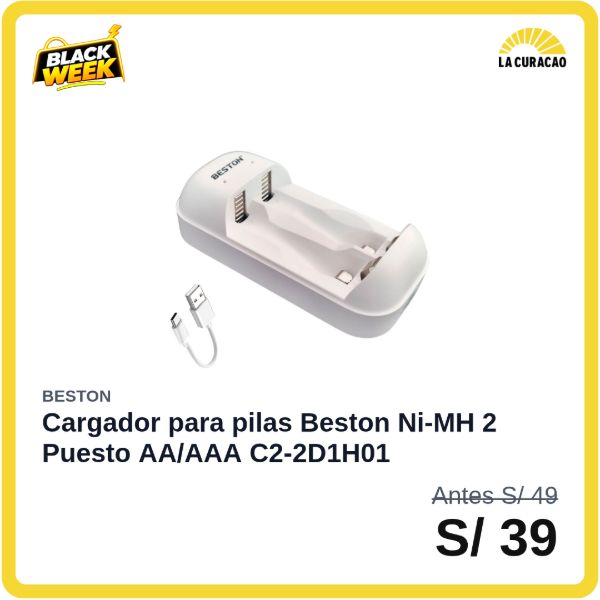 BLACK
WEEK
LA CURACAO
BESTON
BESTON
Cargador para pilas Beston Ni-MH 2
Puesto AA/AAA C2-2D1H01
Antes S/ 49
S/ 39